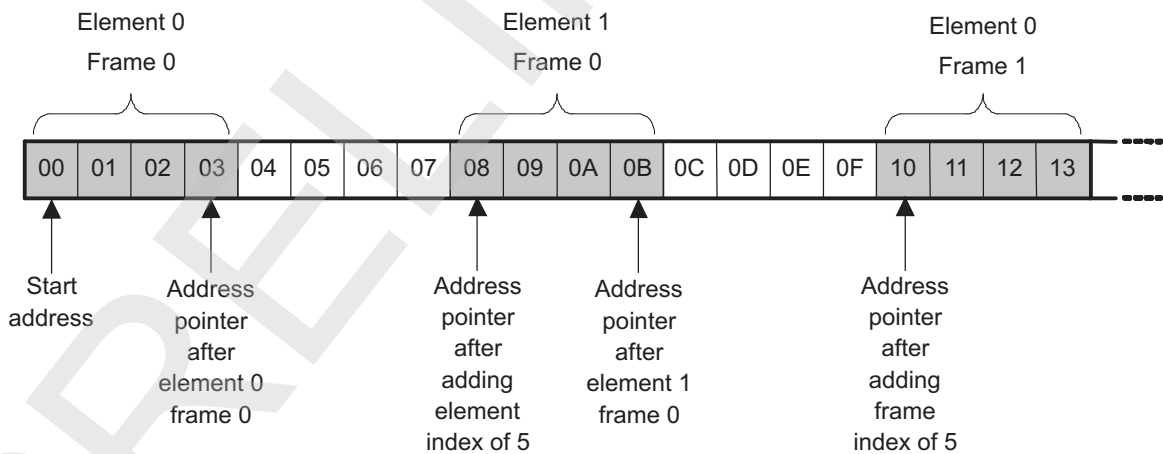 Element 0
Frame 0
Element 1
Frame 0
Element 0
Frame 1
00 01 02 03 04 05 06 07 08 09 0A 0B 0C 0D 0E 0F 10 11 12 13
Start
address
Address
pointer
after
element 0
frame 0
Address
pointer
after
adding
element
index of 5
Address
pointer
after
element 1
frame 0
Address
pointer
after
adding
frame
index of 5